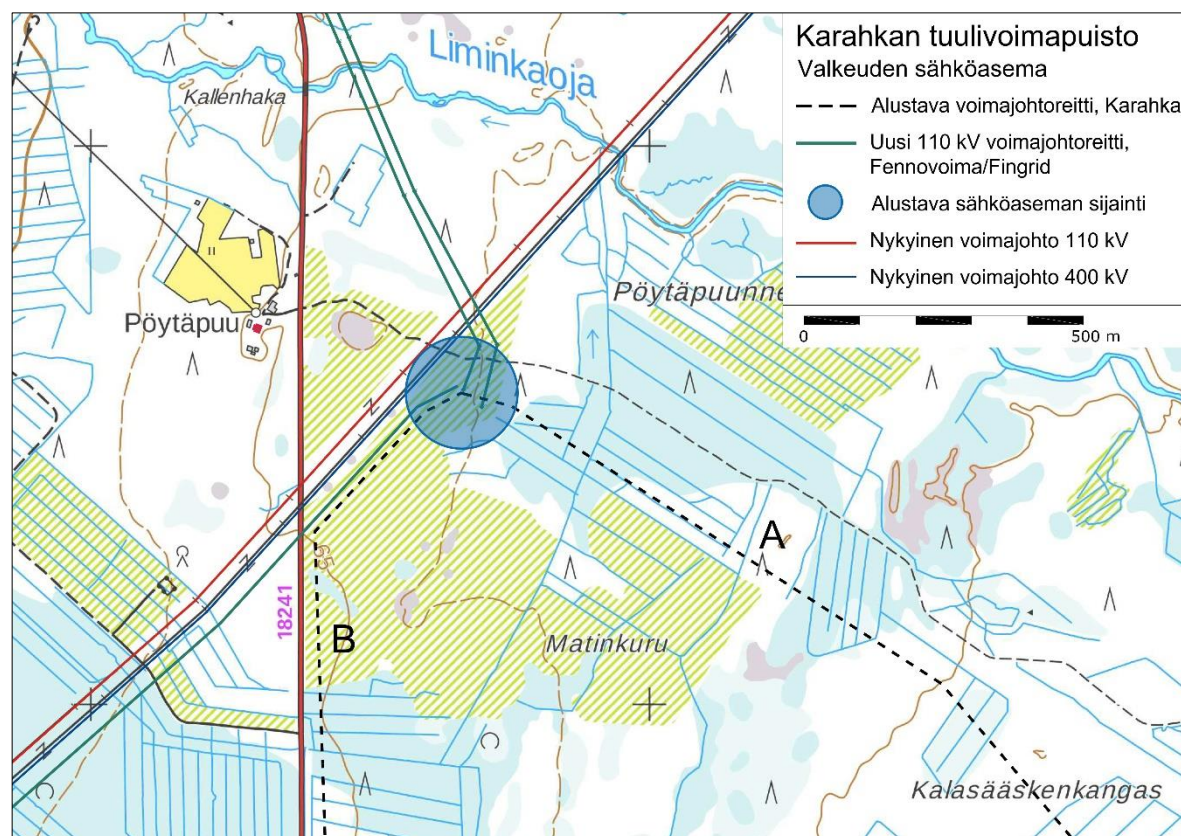 Karahkan tuulivoimapuisto
Valkeuden sähköasema
Alustava voimajohtoreitti, Karahka
Uusi 110 kV voimajohtoreitti,
Fennovoima/Fingrid
Alustava sähköaseman sijainti
Nykyinen voimajohto 110 kV
Nykyinen voimajohto 400 kV
0 500 m
Liminkaoja
Kallenhaka
Pöytäpuunne
Pöytäpuu
A
65
18241
B
Matinkuru
Kalasääskenkangas